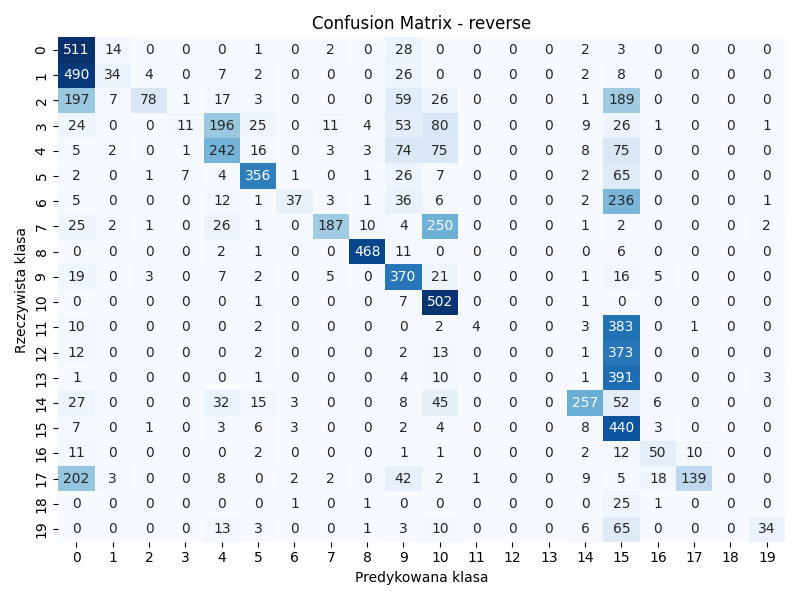 Confusion Matrix - reverse
0 511 14 0 0 0 1 0 2 0 28 0 0 0 0 2 3 0 0 0 0
1 490 34 4 0 7 2 0 0 0 26 0 0 0 0 2 8 0 0 0 0
2 197 7 78 1 17 3 0 0 0 59 26 0 0 0 1 189 0 0 0 0
3 24 0 0 11 196 25 0 11 4 53 80 0 0 0 9 26 1 0 0 1
4 5 2 0 1 242 16 0 3 3 74 75 0 0 0 8 75 0 0 0 0
5 2 0 1 7 4 356 1 0 1 26 7 0 0 0 2 65 0 0 0 0
6 5 0 0 0 12 1 37 3 1 36 6 0 0 0 2 236 0 0 0 1
7 25 2 1 0 26 1 0 187 10 4 250 0 0 0 1 2 0 0 0 2
8 0 0 0 0 2 1 0 0 468 11 0 0 0 0 0 6 0 0 0 0
9 19 0 3 0 7 2 0 5 0 370 21 0 0 0 1 16 5 0 0 0
10 0 0 0 0 0 1 0 0 0 7 502 0 0 0 1 0 0 0 0 0
11 10 0 0 0 0 2 0 0 0 0 2 4 0 0 3 383 0 1 0 0
12 12 0 0 0 0 2 0 0 0 2 13 0 0 0 1 373 0 0 0 0
13 1 0 0 0 0 1 0 0 0 4 10 0 0 0 1 391 0 0 0 3
14 27 0 0 0 32 15 3 0 0 8 45 0 0 0 257 52 6 0 0 0
15 7 0 1 0 3 6 3 0 0 2 4 0 0 0 8 440 3 0 0 0
16 11 0 0 0 0 2 0 0 0 1 1 0 0 0 2 12 50 10 0 0
17 202 3 0 0 8 0 2 2 0 42 2 1 0 0 9 5 18 139 0 0
18 0 0 0 0 0 0 1 0 1 0 0 0 0 0 0 25 1 0 0 0
19 0 0 0 0 13 3 0 0 1 3 10 0 0 0 6 65 0 0 0 34
0 1 2 3 4 5 6 7 8 9 10 11 12 13 14 15 16 17 18 19
Rzeczywista klasa
Predykowana klasa